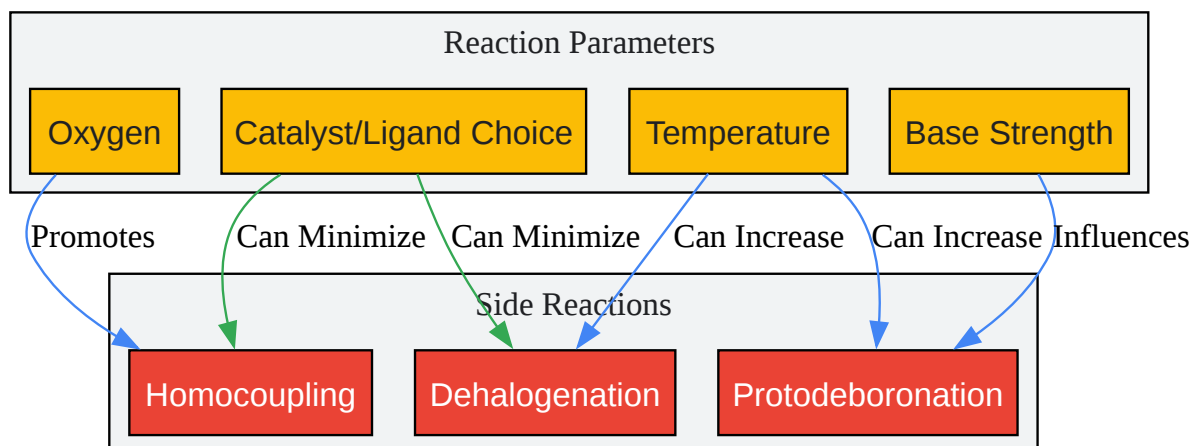 Reaction Parameters
Oxygen
Catalyst/Ligand Choice
Temperature
Base Strength
Promotes
Can Minimize
Can Minimize
Can Increase
Can Increase
Influences
Side Reactions
Homocoupling
Dehalogenation
Protodeboronation